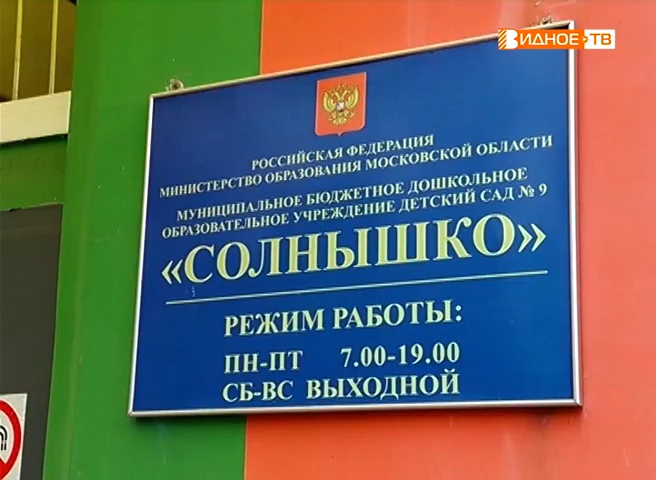 ВИДНОЕ ТВ
РОССИЙСКАЯ ФЕДЕРАЦИЯ
МИНИСТЕРСТВО ОБРАЗОВАНИЯ МОСКОВСКОЙ ОБЛАСТИ
МУНИЦИПАЛЬНОЕ БЮДЖЕТНОЕ ДОШКОЛЬНОЕ
ОБРАЗОВАТЕЛЬНОЕ УЧРЕЖДЕНИЕ ДЕТСКИЙ САД № 9
«СОЛНЫШКО»
РЕЖИМ РАБОТЫ:
ПН-ПТ 7.00-19.00
СБ-ВС ВЫХОДНОЙ